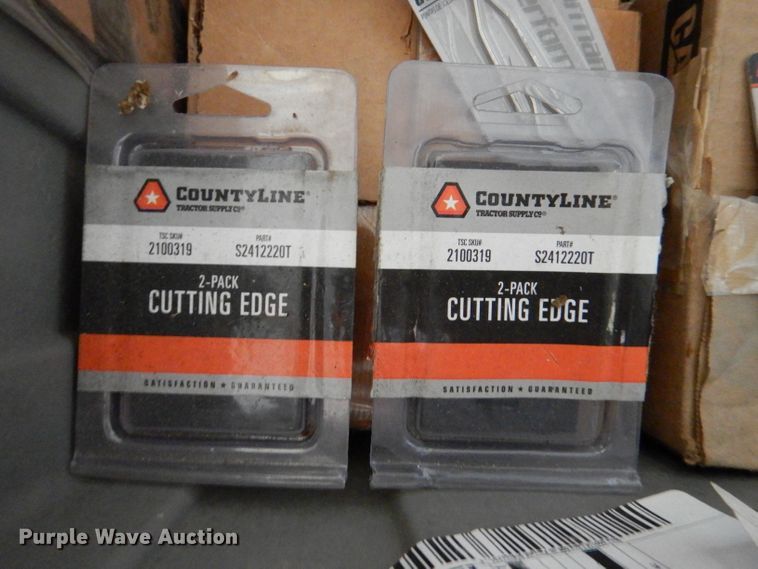 COUNTYLINE®
TRACTOR SUPPLY CO®
TSC SKU# PART#
2100319 S2412220T
2-PACK
CUTTING EDGE
SATISFACTION ★ GUARANTEED
COUNTYLINE®
TRACTOR SUPPLY CO®
TSC SKU# PART#
2100319 S2412220T
2-PACK
CUTTING EDGE
SATISFACTION ★ GUARANTEED
Purple Wave Auction